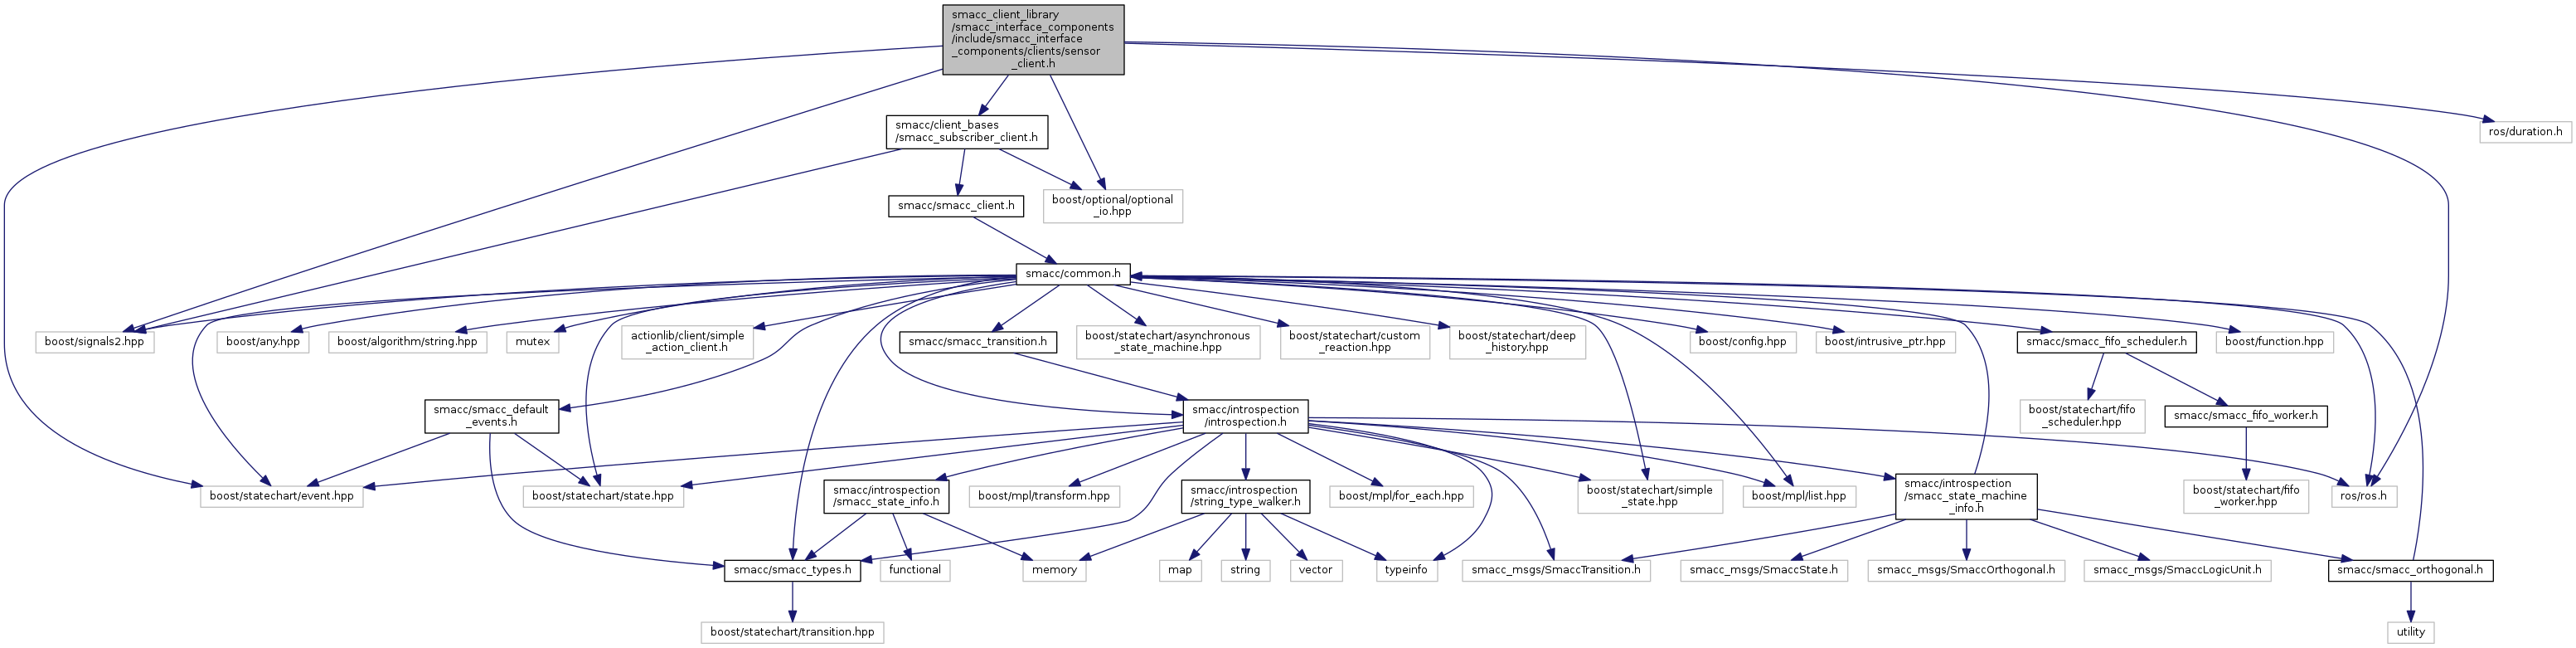 smacc_client_library
/smacc_interface_components
/include/smacc_interface
_components/clients/sensor
_client.h
smacc/client_bases
/smacc_subscriber_client.h
ros/duration.h
smacc/smacc_client.h
boost/optional/optional
_io.hpp
smacc/common.h
boost/signals2.hpp
boost/any.hpp
boost/algorithm/string.hpp
mutex
actionlib/client/simple
_action_client.h
smacc/smacc_transition.h
boost/statechart/asynchronous
_state_machine.hpp
boost/statechart/custom
_reaction.hpp
boost/statechart/deep
_history.hpp
boost/config.hpp
boost/intrusive_ptr.hpp
smacc/smacc_fifo_scheduler.h
boost/function.hpp
smacc/smacc_default
_events.h
smacc/introspection
/introspection.h
boost/statechart/fifo
_scheduler.hpp
smacc/smacc_fifo_worker.h
boost/statechart/event.hpp
boost/statechart/state.hpp
smacc/introspection
/smacc_state_info.h
boost/mpl/transform.hpp
smacc/introspection
/string_type_walker.h
boost/mpl/for_each.hpp
boost/statechart/simple
_state.hpp
boost/mpl/list.hpp
smacc/introspection
/smacc_state_machine
_info.h
boost/statechart/fifo
_worker.hpp
ros/ros.h
smacc/smacc_types.h
functional
memory
map
string
vector
typeinfo
smacc_msgs/SmaccTransition.h
smacc_msgs/SmaccState.h
smacc_msgs/SmaccOrthogonal.h
smacc_msgs/SmaccLogicUnit.h
smacc/smacc_orthogonal.h
boost/statechart/transition.hpp
utility